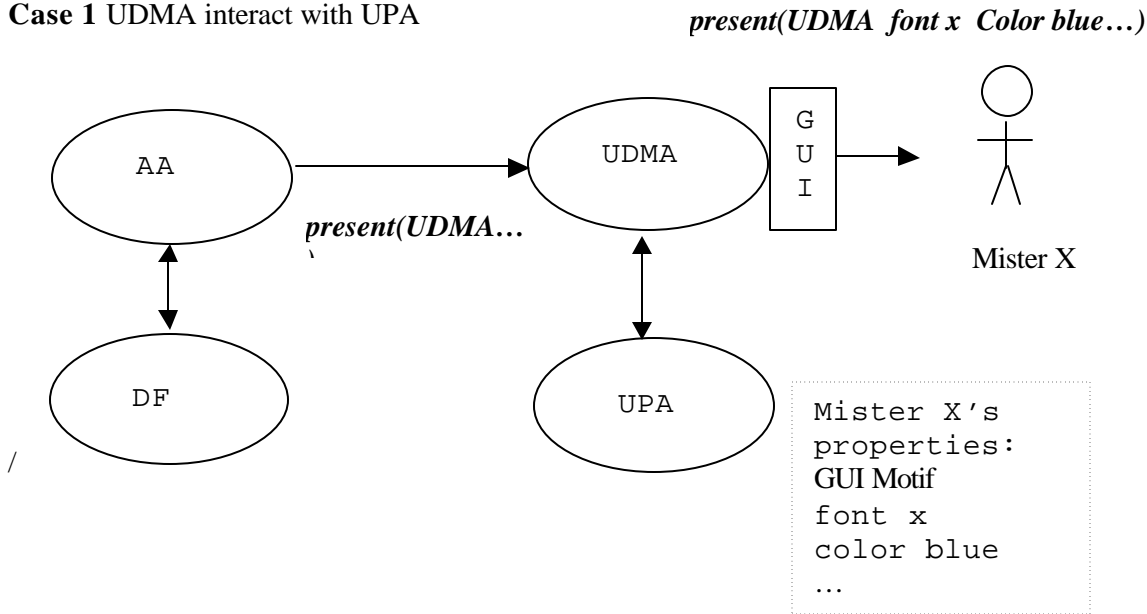 Case 1 UDMA interact with UPA
present(UDMA font x Color blue…)
G
U
I
AA
UDMA
present(UDMA…
)
Mister X
DF
UPA
Mister X's
properties:
GUI Motif
font x
color blue
…
/